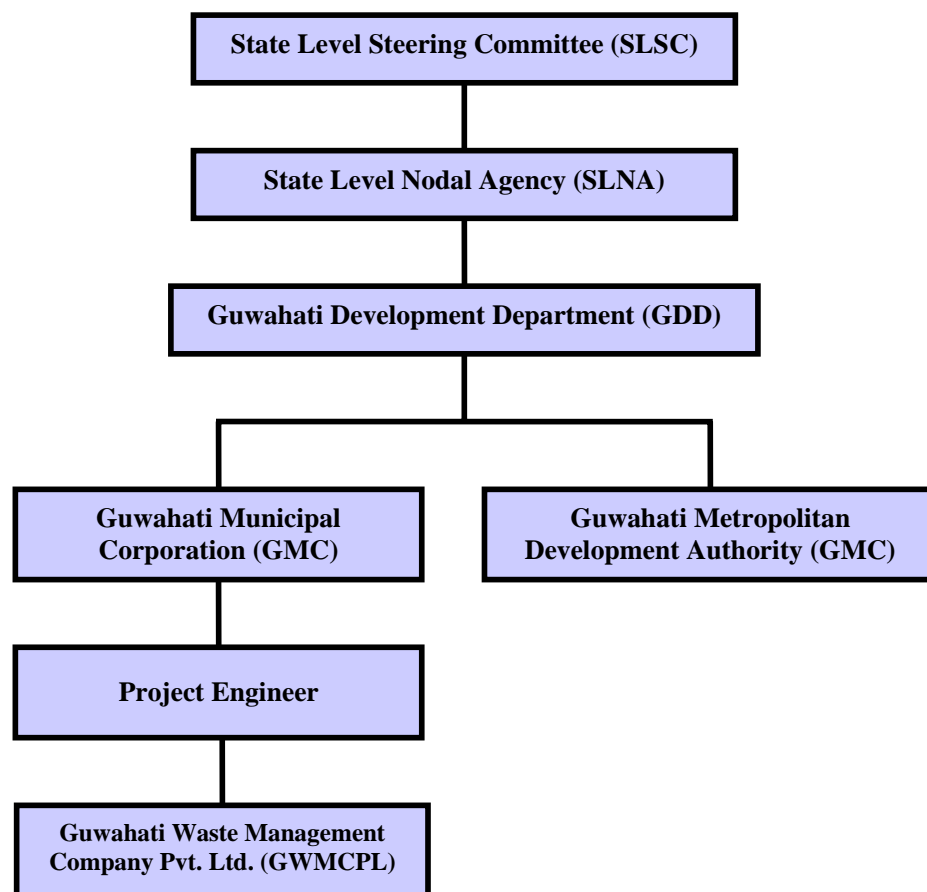 State Level Steering Committee (SLSC)
State Level Nodal Agency (SLNA)
Guwahati Development Department (GDD)
Guwahati Municipal
Corporation (GMC)
Guwahati Metropolitan
Development Authority (GMC)
Project Engineer
Guwahati Waste Management
Company Pvt. Ltd. (GWMCPL)